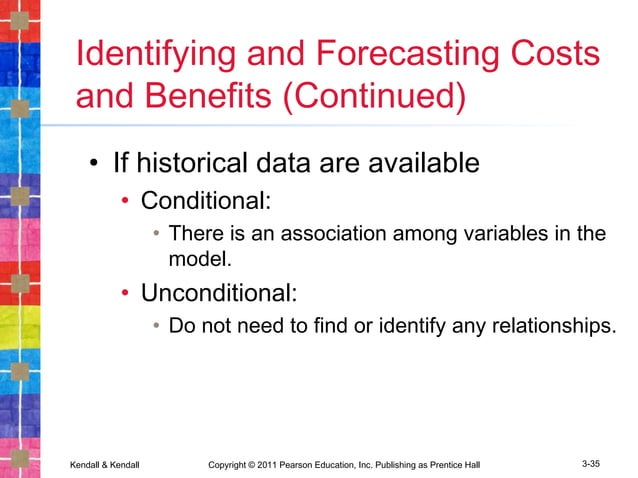 Identifying and Forecasting Costs
and Benefits (Continued)
• If historical data are available
• Conditional:
• There is an association among variables in the
model.
• Unconditional:
• Do not need to find or identify any relationships.
Kendall & Kendall
Copyright © 2011 Pearson Education, Inc. Publishing as Prentice Hall
3-35